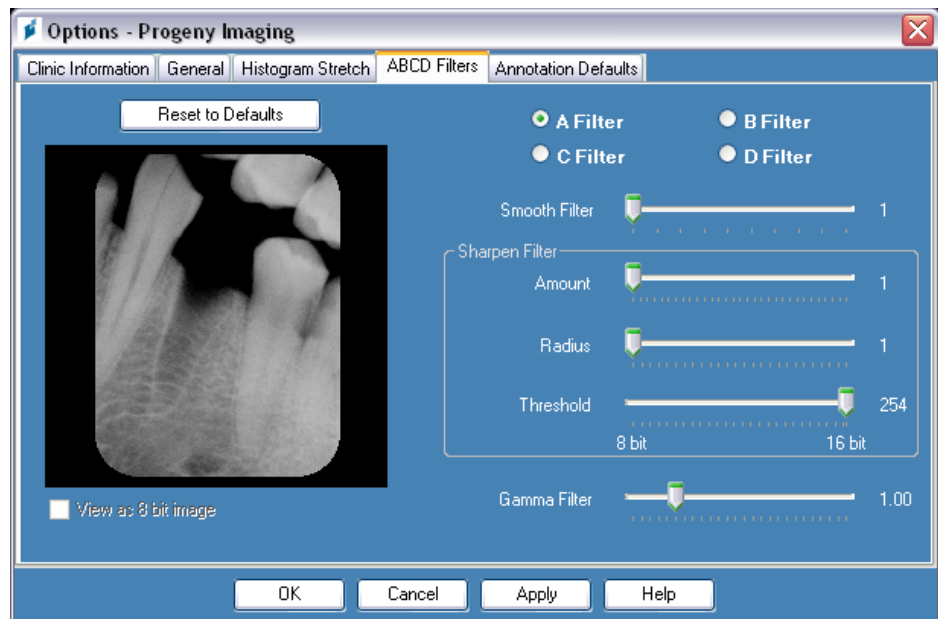 Options - Progeny Imaging
Clinic Information General Histogram Stretch ABCD Filters Annotation Defaults
Reset to Defaults
A Filter B Filter
C Filter D Filter
Smooth Filter 1
Sharpen Filter
Amount 1
Radius 1
Threshold 254
8 bit 16 bit
View as 8 bit image
Gamma Filter 1.00
OK Cancel Apply Help